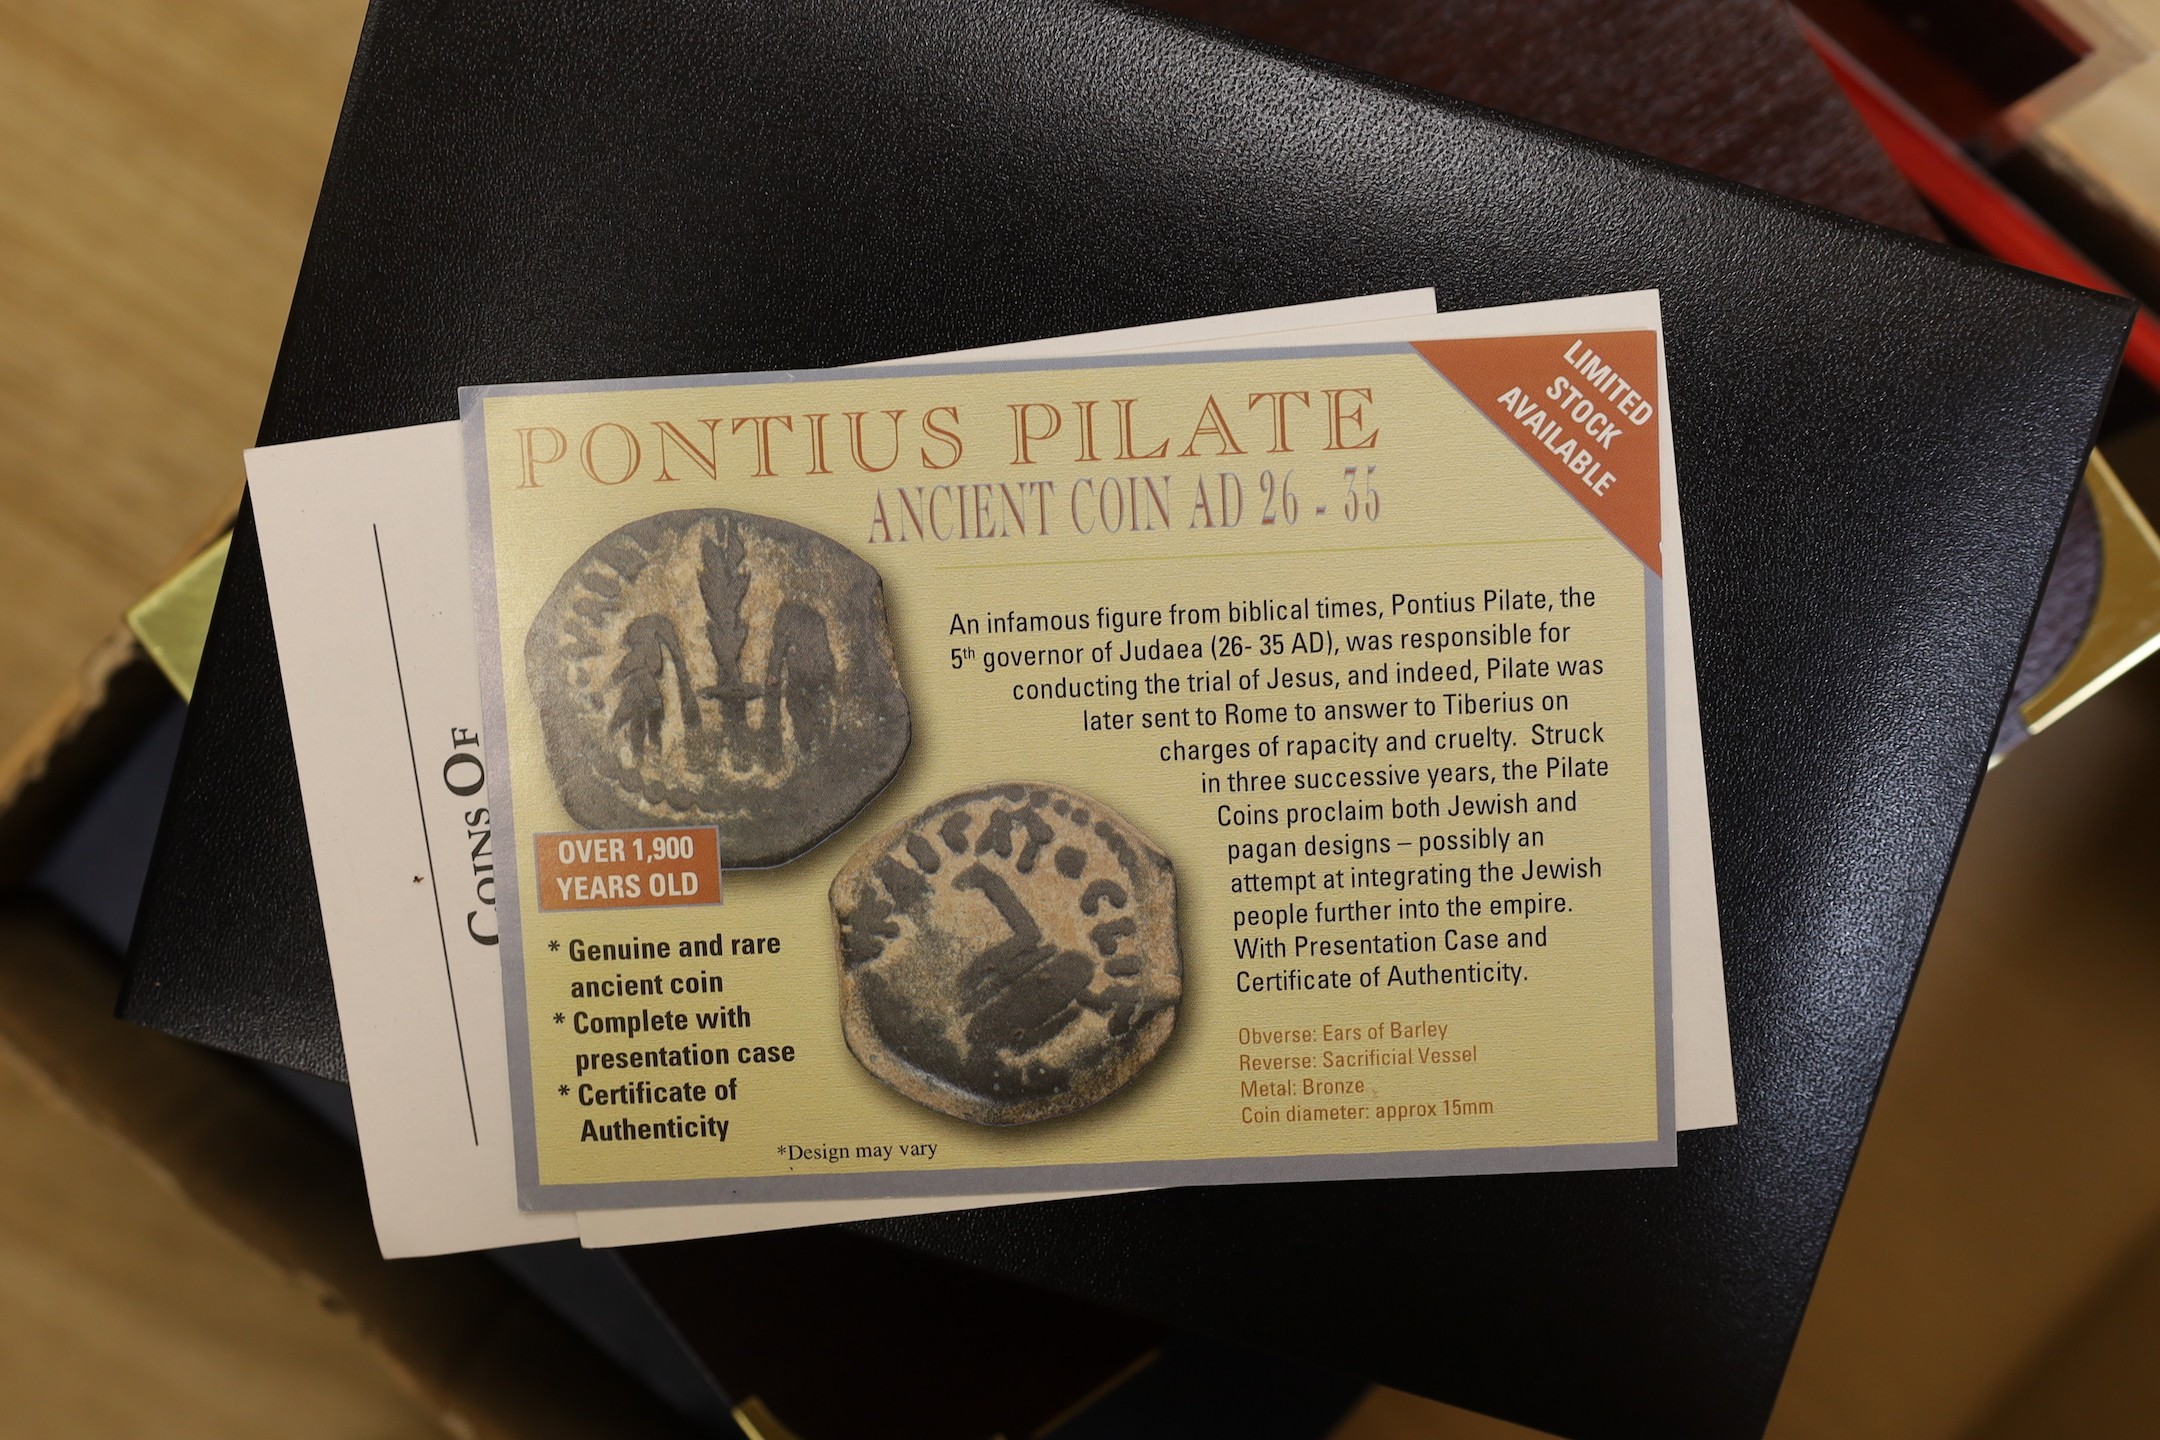 PONTIUS PILATE
ANCIENT COIN AD 26 - 35
LIMITED
STOCK
AVAILABLE
An infamous figure from biblical times, Pontius Pilate, the
5th governor of Judaea (26- 35 AD), was responsible for
conducting the trial of Jesus, and indeed, Pilate was
later sent to Rome to answer to Tiberius on
charges of rapacity and cruelty. Struck
in three successive years, the Pilate
Coins proclaim both Jewish and
pagan designs – possibly an
attempt at integrating the Jewish
people further into the empire.
With Presentation Case and
Certificate of Authenticity.
Obverse: Ears of Barley
Reverse: Sacrificial Vessel
Metal: Bronze
Coin diameter: approx 15mm
OVER 1,900
YEARS OLD
* Genuine and rare
ancient coin
* Complete with
presentation case
* Certificate of
Authenticity
*Design may vary
COINS OF